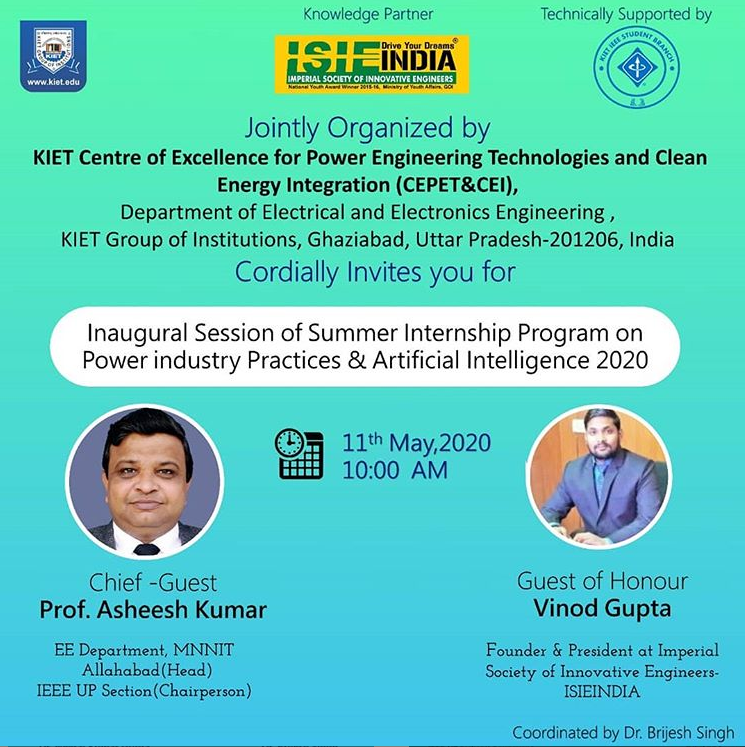 Knowledge Partner
Technically Supported by
KIET
www.kiet.edu
ISIEINDIA
Drive Your Dreams®
IMPERIAL SOCIETY OF INNOVATIVE ENGINEERS
National Youth Award Winner 2015-16, Ministry of Youth Affairs, GOI
KIET IEEE STUDENT BRANCH
Jointly Organized by
KIET Centre of Excellence for Power Engineering Technologies and Clean
Energy Integration (CEPET&CEI),
Department of Electrical and Electronics Engineering ,
KIET Group of Institutions, Ghaziabad, Uttar Pradesh-201206, India
Cordially Invites you for
Inaugural Session of Summer Internship Program on
Power industry Practices & Artificial Intelligence 2020
11th May,2020
10:00 AM
Chief -Guest
Prof. Asheesh Kumar
EE Department, MNNIT
Allahabad(Head)
IEEE UP Section(Chairperson)
Guest of Honour
Vinod Gupta
Founder & President at Imperial
Society of Innovative Engineers-
ISIEINDIA
Coordinated by Dr. Brijesh Singh